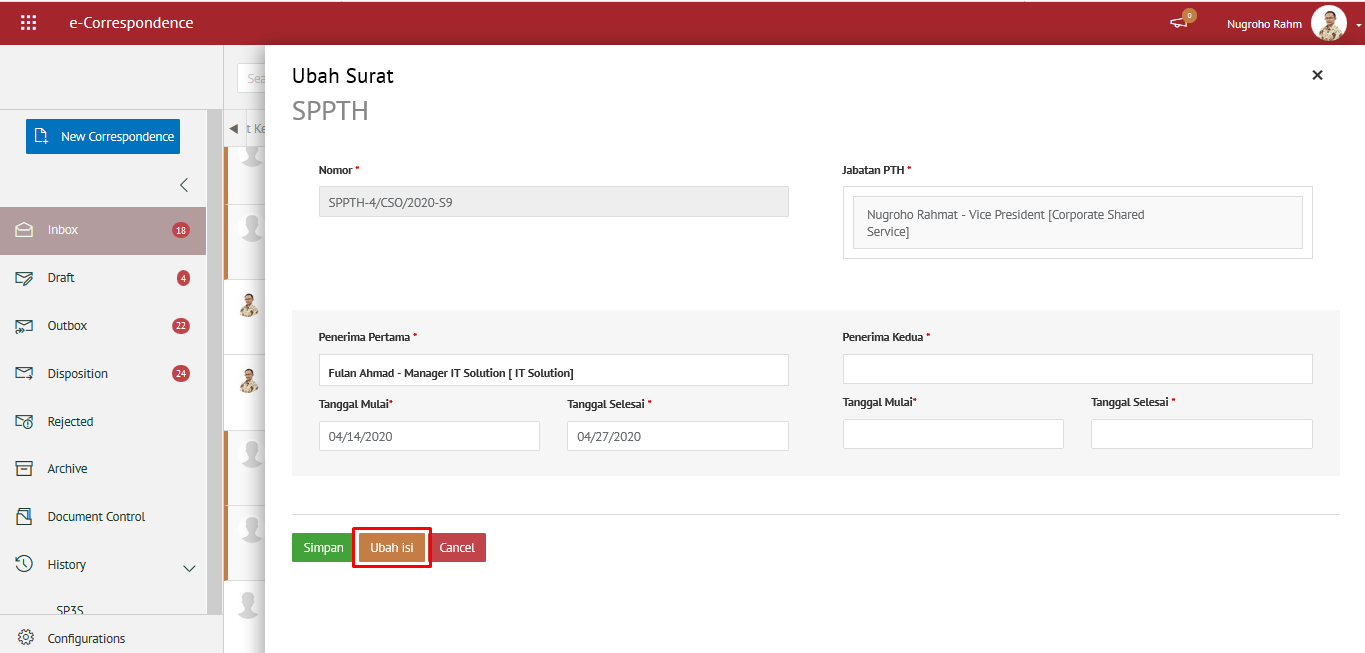 e-Correspondence
0
Nugroho Rahm
New Correspondence
Inbox
18
Draft
4
Outbox
22
Disposition
24
Rejected
Archive
Document Control
History
SP3S
Configurations
Sea
t Ke
Ubah Surat
SPPTH
Nomor *
SPPTH-4/CSO/2020-S9
Jabatan PTH *
Nugroho Rahmat - Vice President [Corporate Shared
Service]
Penerima Pertama *
Fulan Ahmad - Manager IT Solution [ IT Solution]
Tanggal Mulai*
Tanggal Selesai *
04/14/2020
04/27/2020
Penerima Kedua *
Tanggal Mulai*
Tanggal Selesai *
Simpan
Ubah isi
Cancel